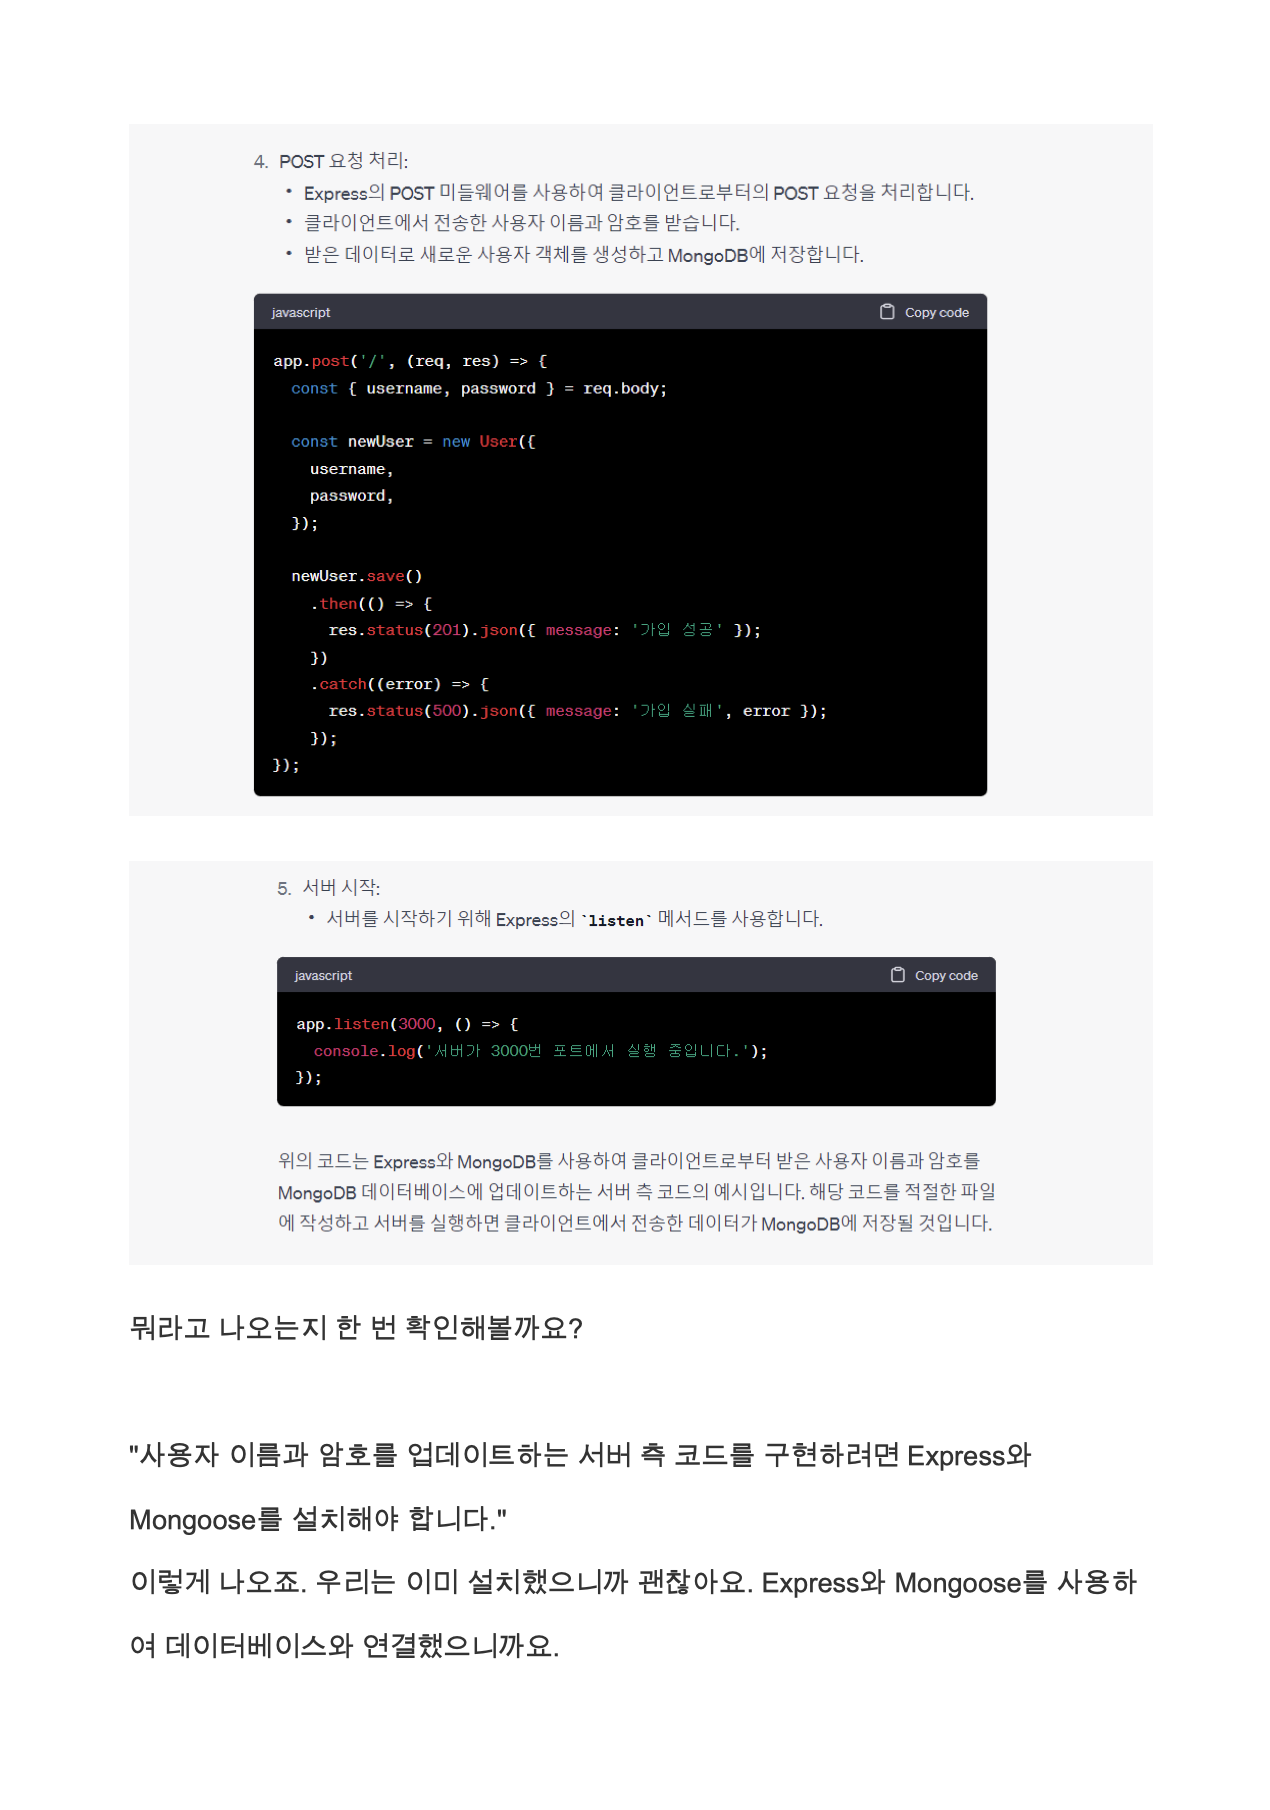 4. POST 요청 처리:
• Express의 POST 미들웨어를 사용하여 클라이언트로부터의 POST 요청을 처리합니다.
• 클라이언트에서 전송한 사용자 이름과 암호를 받습니다.
• 받은 데이터로 새로운 사용자 객체를 생성하고 MongoDB에 저장합니다.
javascript Copy code
app.post('/', (req, res) => {
  const { username, password } = req.body;
  const newUser = new User({
    username,
    password,
  });
  newUser.save()
    .then(() => {
      res.status(201).json({ message: '가입 성공' });
    })
    .catch((error) => {
      res.status(500).json({ message: '가입 실패', error });
    });
});
5. 서버 시작:
• 서버를 시작하기 위해 Express의 `listen` 메서드를 사용합니다.
javascript Copy code
app.listen(3000, () => {
  console.log('서버가 3000번 포트에서 실행 중입니다.');
});
위의 코드는 Express와 MongoDB를 사용하여 클라이언트로부터 받은 사용자 이름과 암호를
MongoDB 데이터베이스에 업데이트하는 서버 측 코드의 예시입니다. 해당 코드를 적절한 파일
에 작성하고 서버를 실행하면 클라이언트에서 전송한 데이터가 MongoDB에 저장될 것입니다.
뭐라고 나오는지 한 번 확인해볼까요?
"사용자 이름과 암호를 업데이트하는 서버 측 코드를 구현하려면 Express와
Mongoose를 설치해야 합니다."
이렇게 나오죠. 우리는 이미 설치했으니까 괜찮아요. Express와 Mongoose를 사용하
여 데이터베이스와 연결했으니까요.